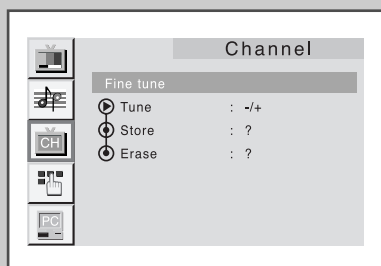 Channel
Fine tune
Tune : -/+
Store : ?
CH
Erase : ?
PC